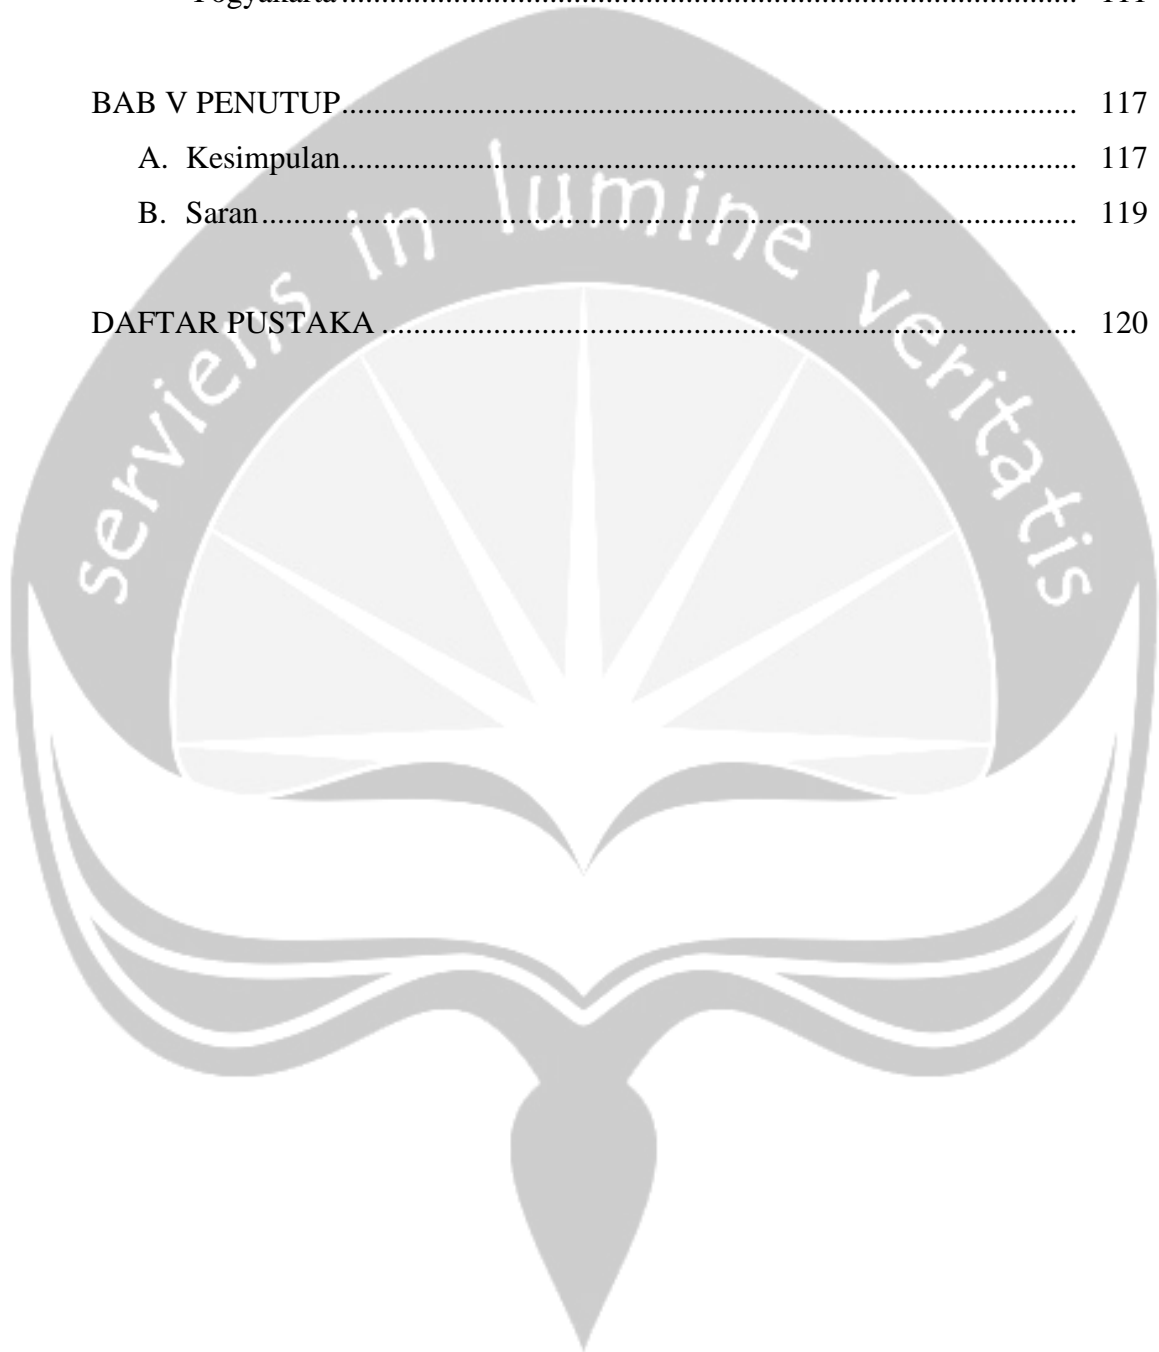 Yogyakarta........................................................................................... 111
BAB V PENUTUP........................................................................................... 117
A. Kesimpulan........................................................................................... 117
B. Saran..................................................................................................... 119
DAFTAR PUSTAKA ...................................................................................... 120
serviens in lumine veritatis